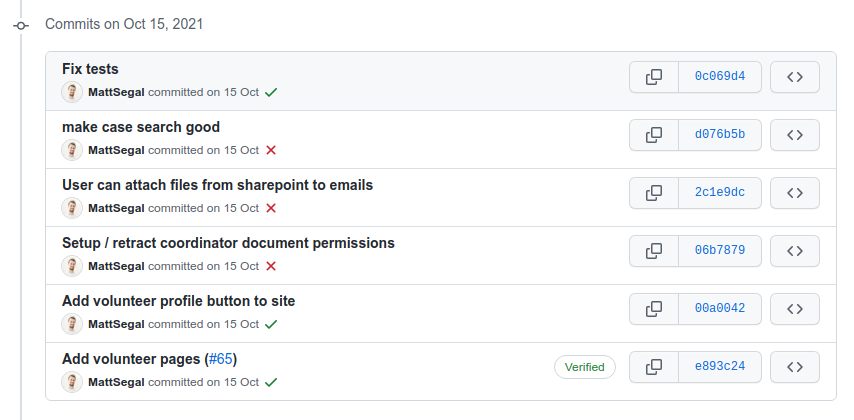 Commits on Oct 15, 2021
Fix tests
MattSegal committed on 15 Oct
0c069d4
make case search good
MattSegal committed on 15 Oct
d076b5b
User can attach files from sharepoint to emails
MattSegal committed on 15 Oct
2c1e9dc
Setup / retract coordinator document permissions
MattSegal committed on 15 Oct
06b7879
Add volunteer profile button to site
MattSegal committed on 15 Oct
00a0042
Add volunteer pages (#65)
MattSegal committed on 15 Oct
Verified
e893c24